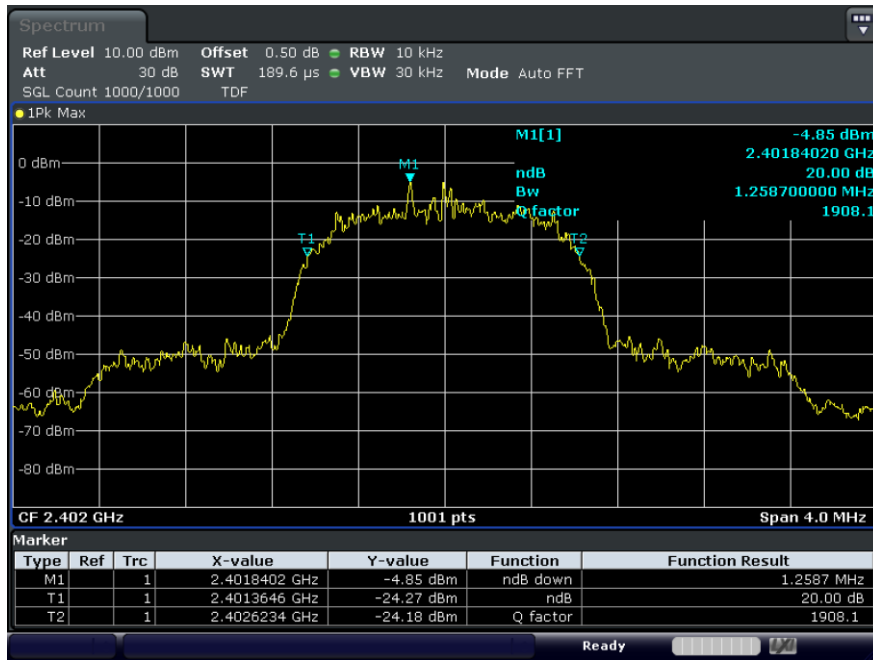 Spectrum
Ref Level 10.00 dBm Offset 0.50 dB RBW 10 kHz
Att 30 dB SWT 189.6 µs VBW 30 kHz Mode Auto FFT
SGL Count 1000/1000 TDF
1Pk Max
M1[1] -4.85 dBm
2.40184020 GHz
ndB 20.00 dB
Bw 1.258700000 MHz
Q factor 1908.1
M1
T1
T2
0 dBm
-10 dBm
-20 dBm
-30 dBm
-40 dBm
-50 dBm
-60 dBm
-70 dBm
-80 dBm
CF 2.402 GHz 1001 pts Span 4.0 MHz
Marker
Type Ref Trc X-value Y-value Function Function Result
M1 1 2.4018402 GHz -4.85 dBm ndB down 1.2587 MHz
T1 1 2.4013646 GHz -24.27 dBm ndB 20.00 dB
T2 1 2.4026234 GHz -24.18 dBm Q factor 1908.1
Ready